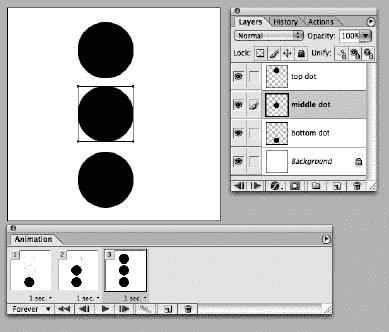 Layers History Actions
Normal Opacity: 100%
Lock: Unify:
top dot
middle dot
bottom dot
Background
Animation
1 2 3
1 sec. 1 sec. 1 sec.
Forever